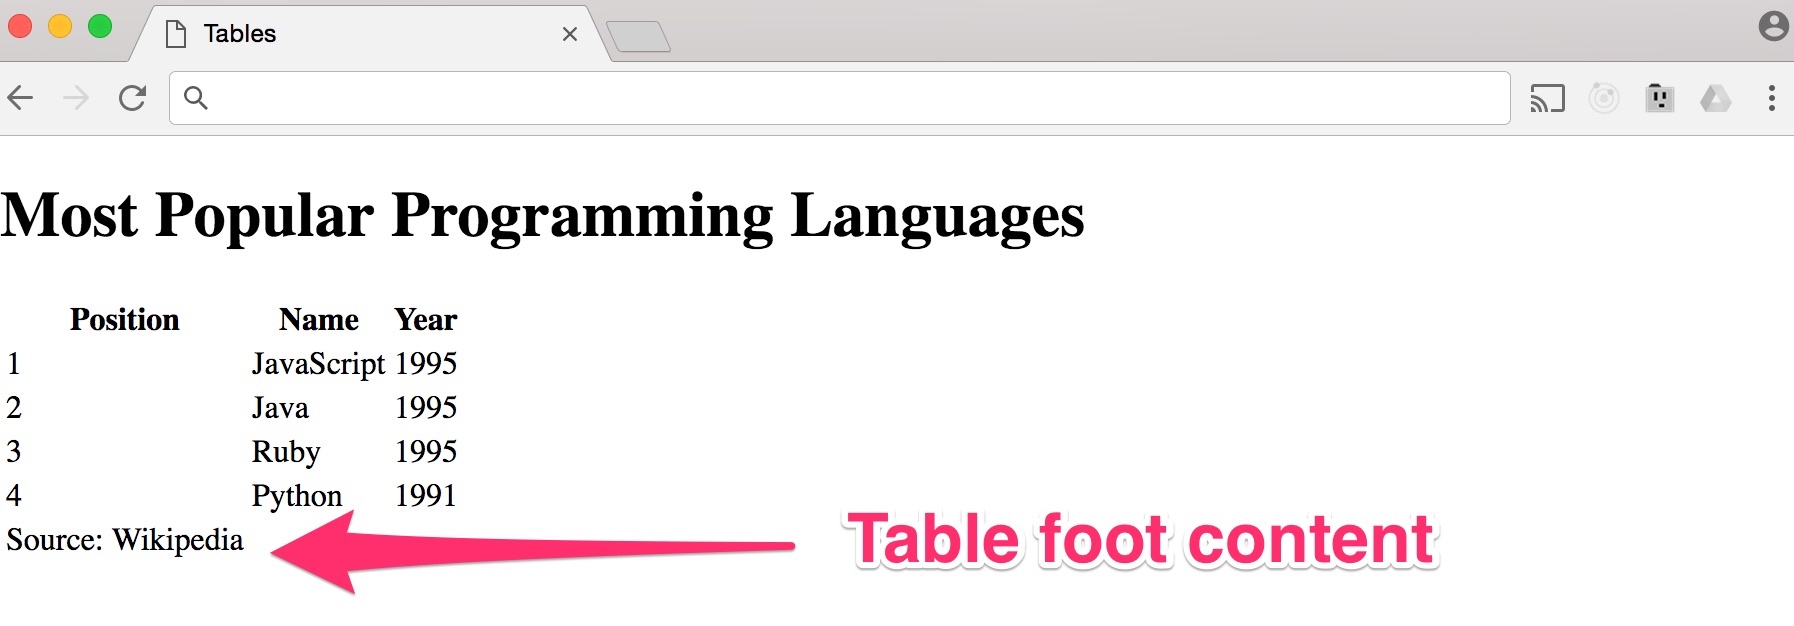 Tables
Most Popular Programming Languages
Position Name Year
1 JavaScript 1995
2 Java 1995
3 Ruby 1995
4 Python 1991
Source: Wikipedia
Table foot content